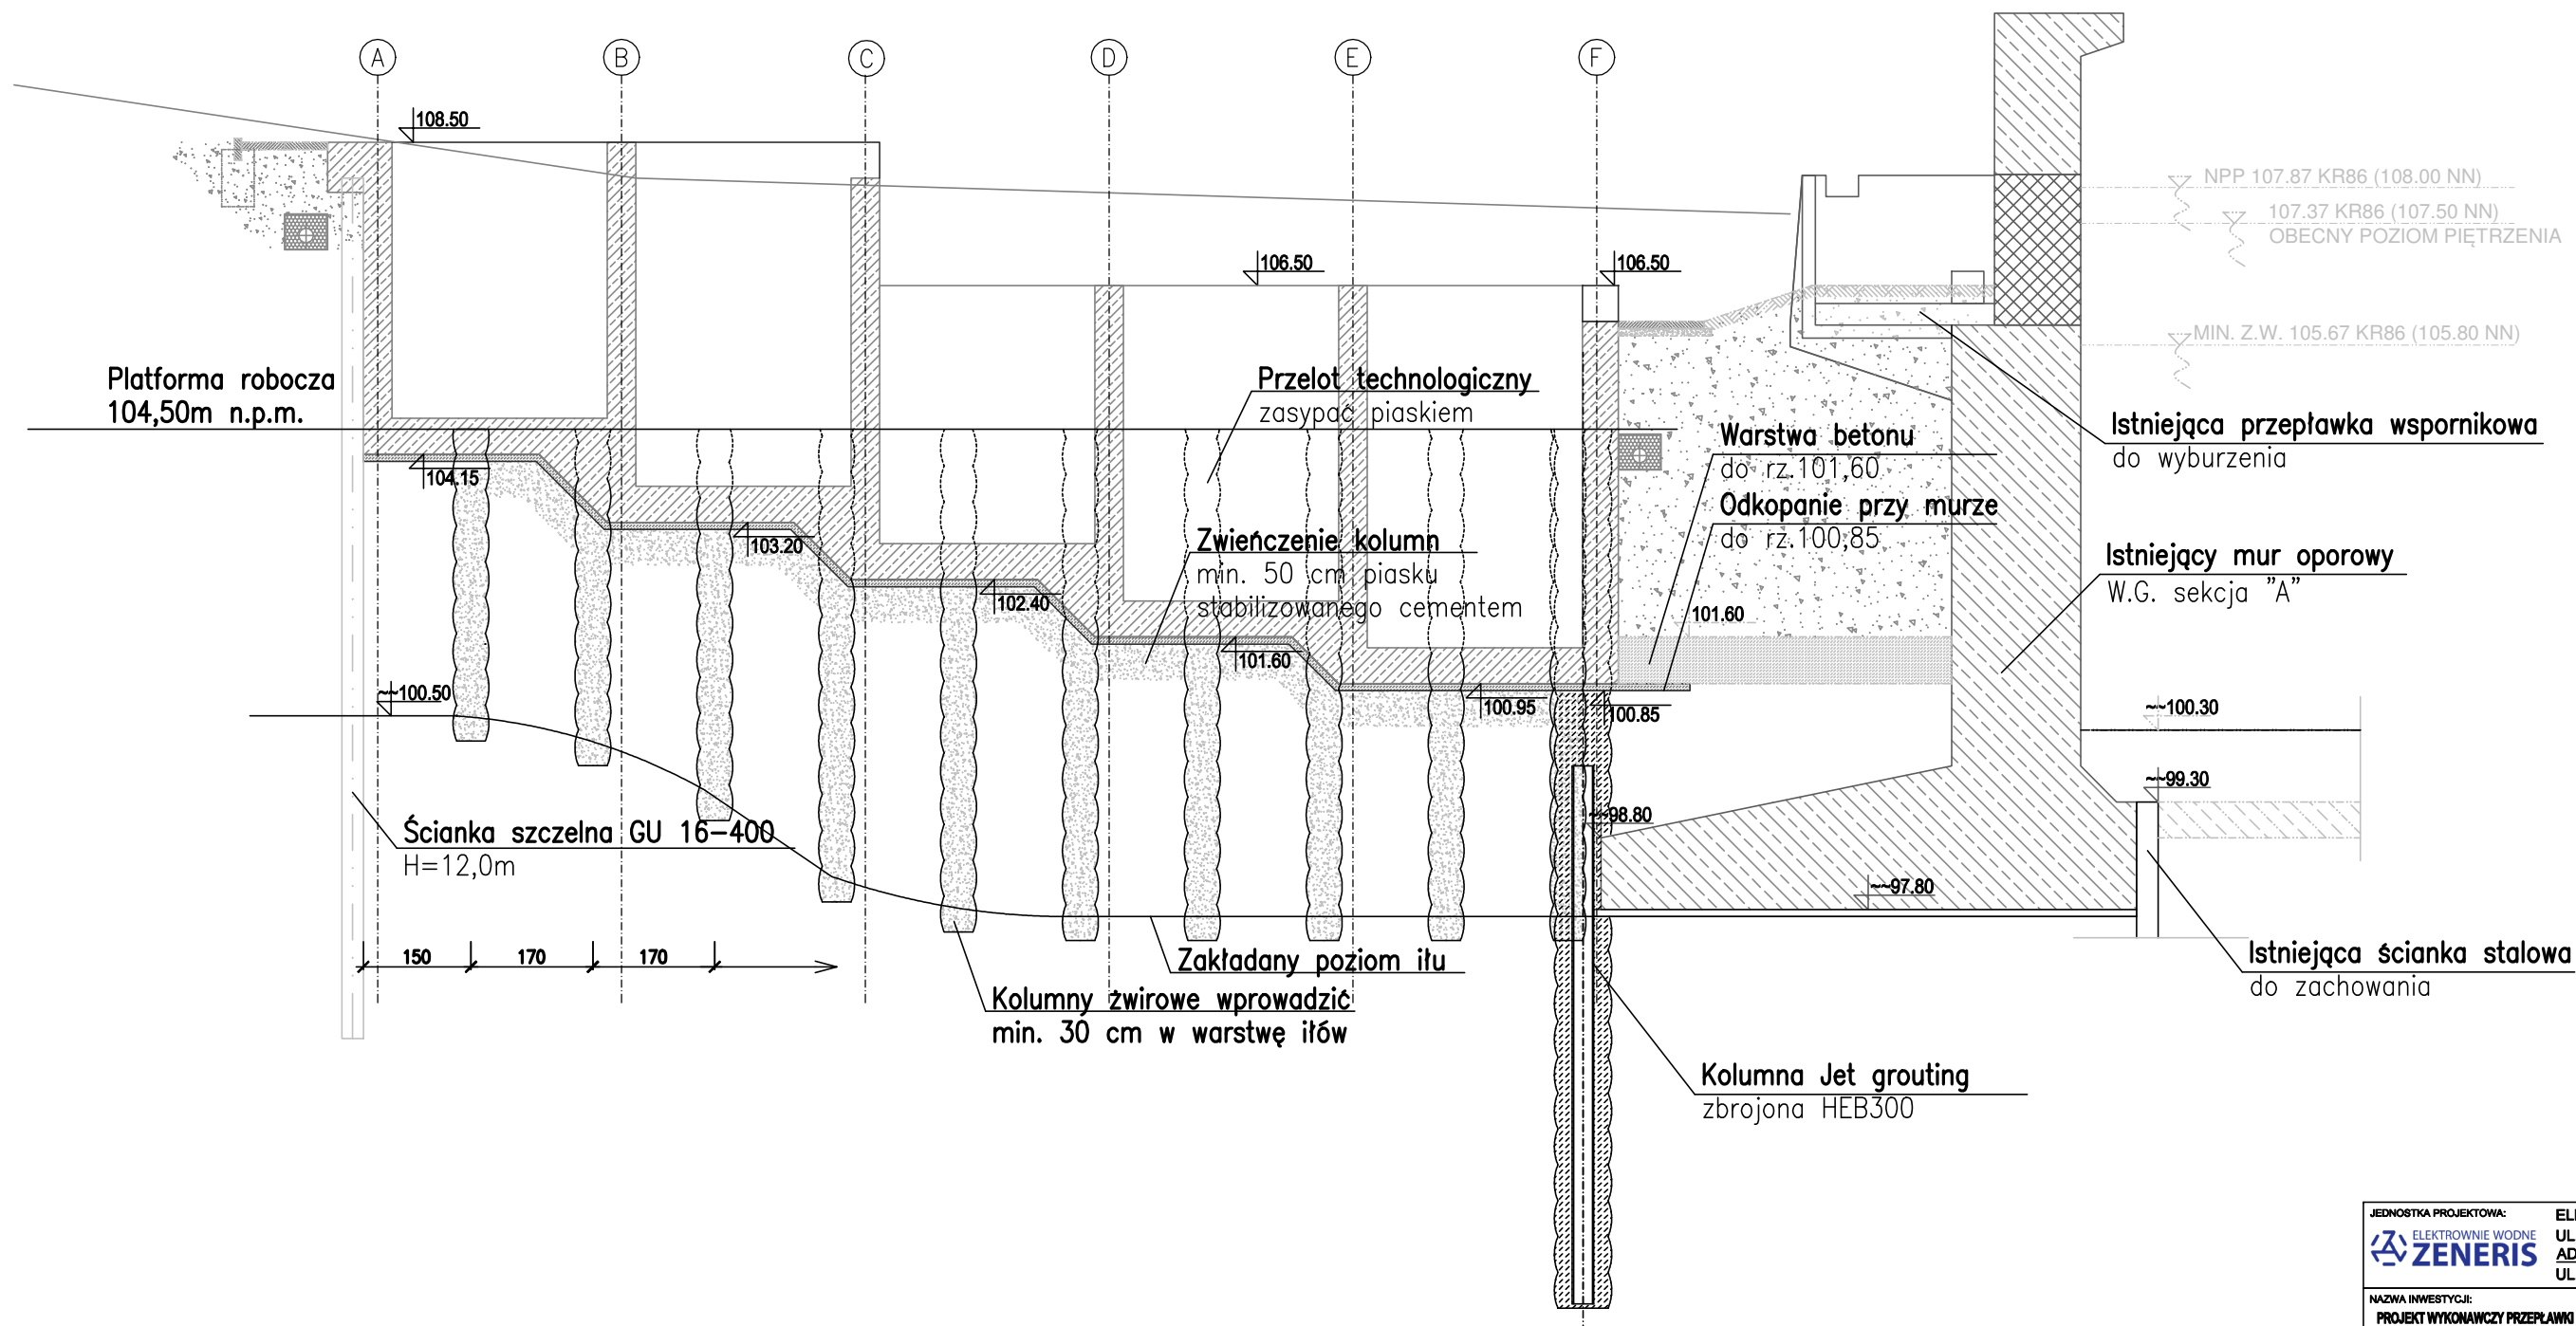 A
B
C
D
E
F
108.50
NPP 107.87 KR86 (108.00 NN)
107.37 KR86 (107.50 NN)
OBECNY POZIOM PIĘTRZENIA
106.50
106.50
MIN. Z.W. 105.67 KR86 (105.80 NN)
Platforma robocza
104,50m n.p.m.
Przelot technologiczny
zasypać piaskiem
Warstwa betonu
do rz.101,60
Istniejąca przepławka wspornikowa
do wyburzenia
104.15
Odkopanie przy murze
do rz.100,85
103.20
Zwieńczenie kolumn
min. 50 cm piasku
stabilizowanego cementem
Istniejący mur oporowy
W.G. sekcja "A"
102.40
101.60
101.60
~~100.50
100.95
100.85
~~100.30
~~99.30
Ścianka szczelna GU 16-400
H=12,0m
~~98.80
~~97.80
150
170
170
Zakładany poziom iłu
Istniejąca ścianka stalowa
do zachowania
Kolumny żwirowe wprowadzić
min. 30 cm w warstwę iłów
Kolumna Jet grouting
zbrojona HEB300
JEDNOSTKA PROJEKTOWA:
ELEKTROWNIE WODNE
ZENERIS
UL
AD
UL
NAZWA INWESTYCJI:
PROJEKT WYKONAWCZY PRZEPŁAWKI